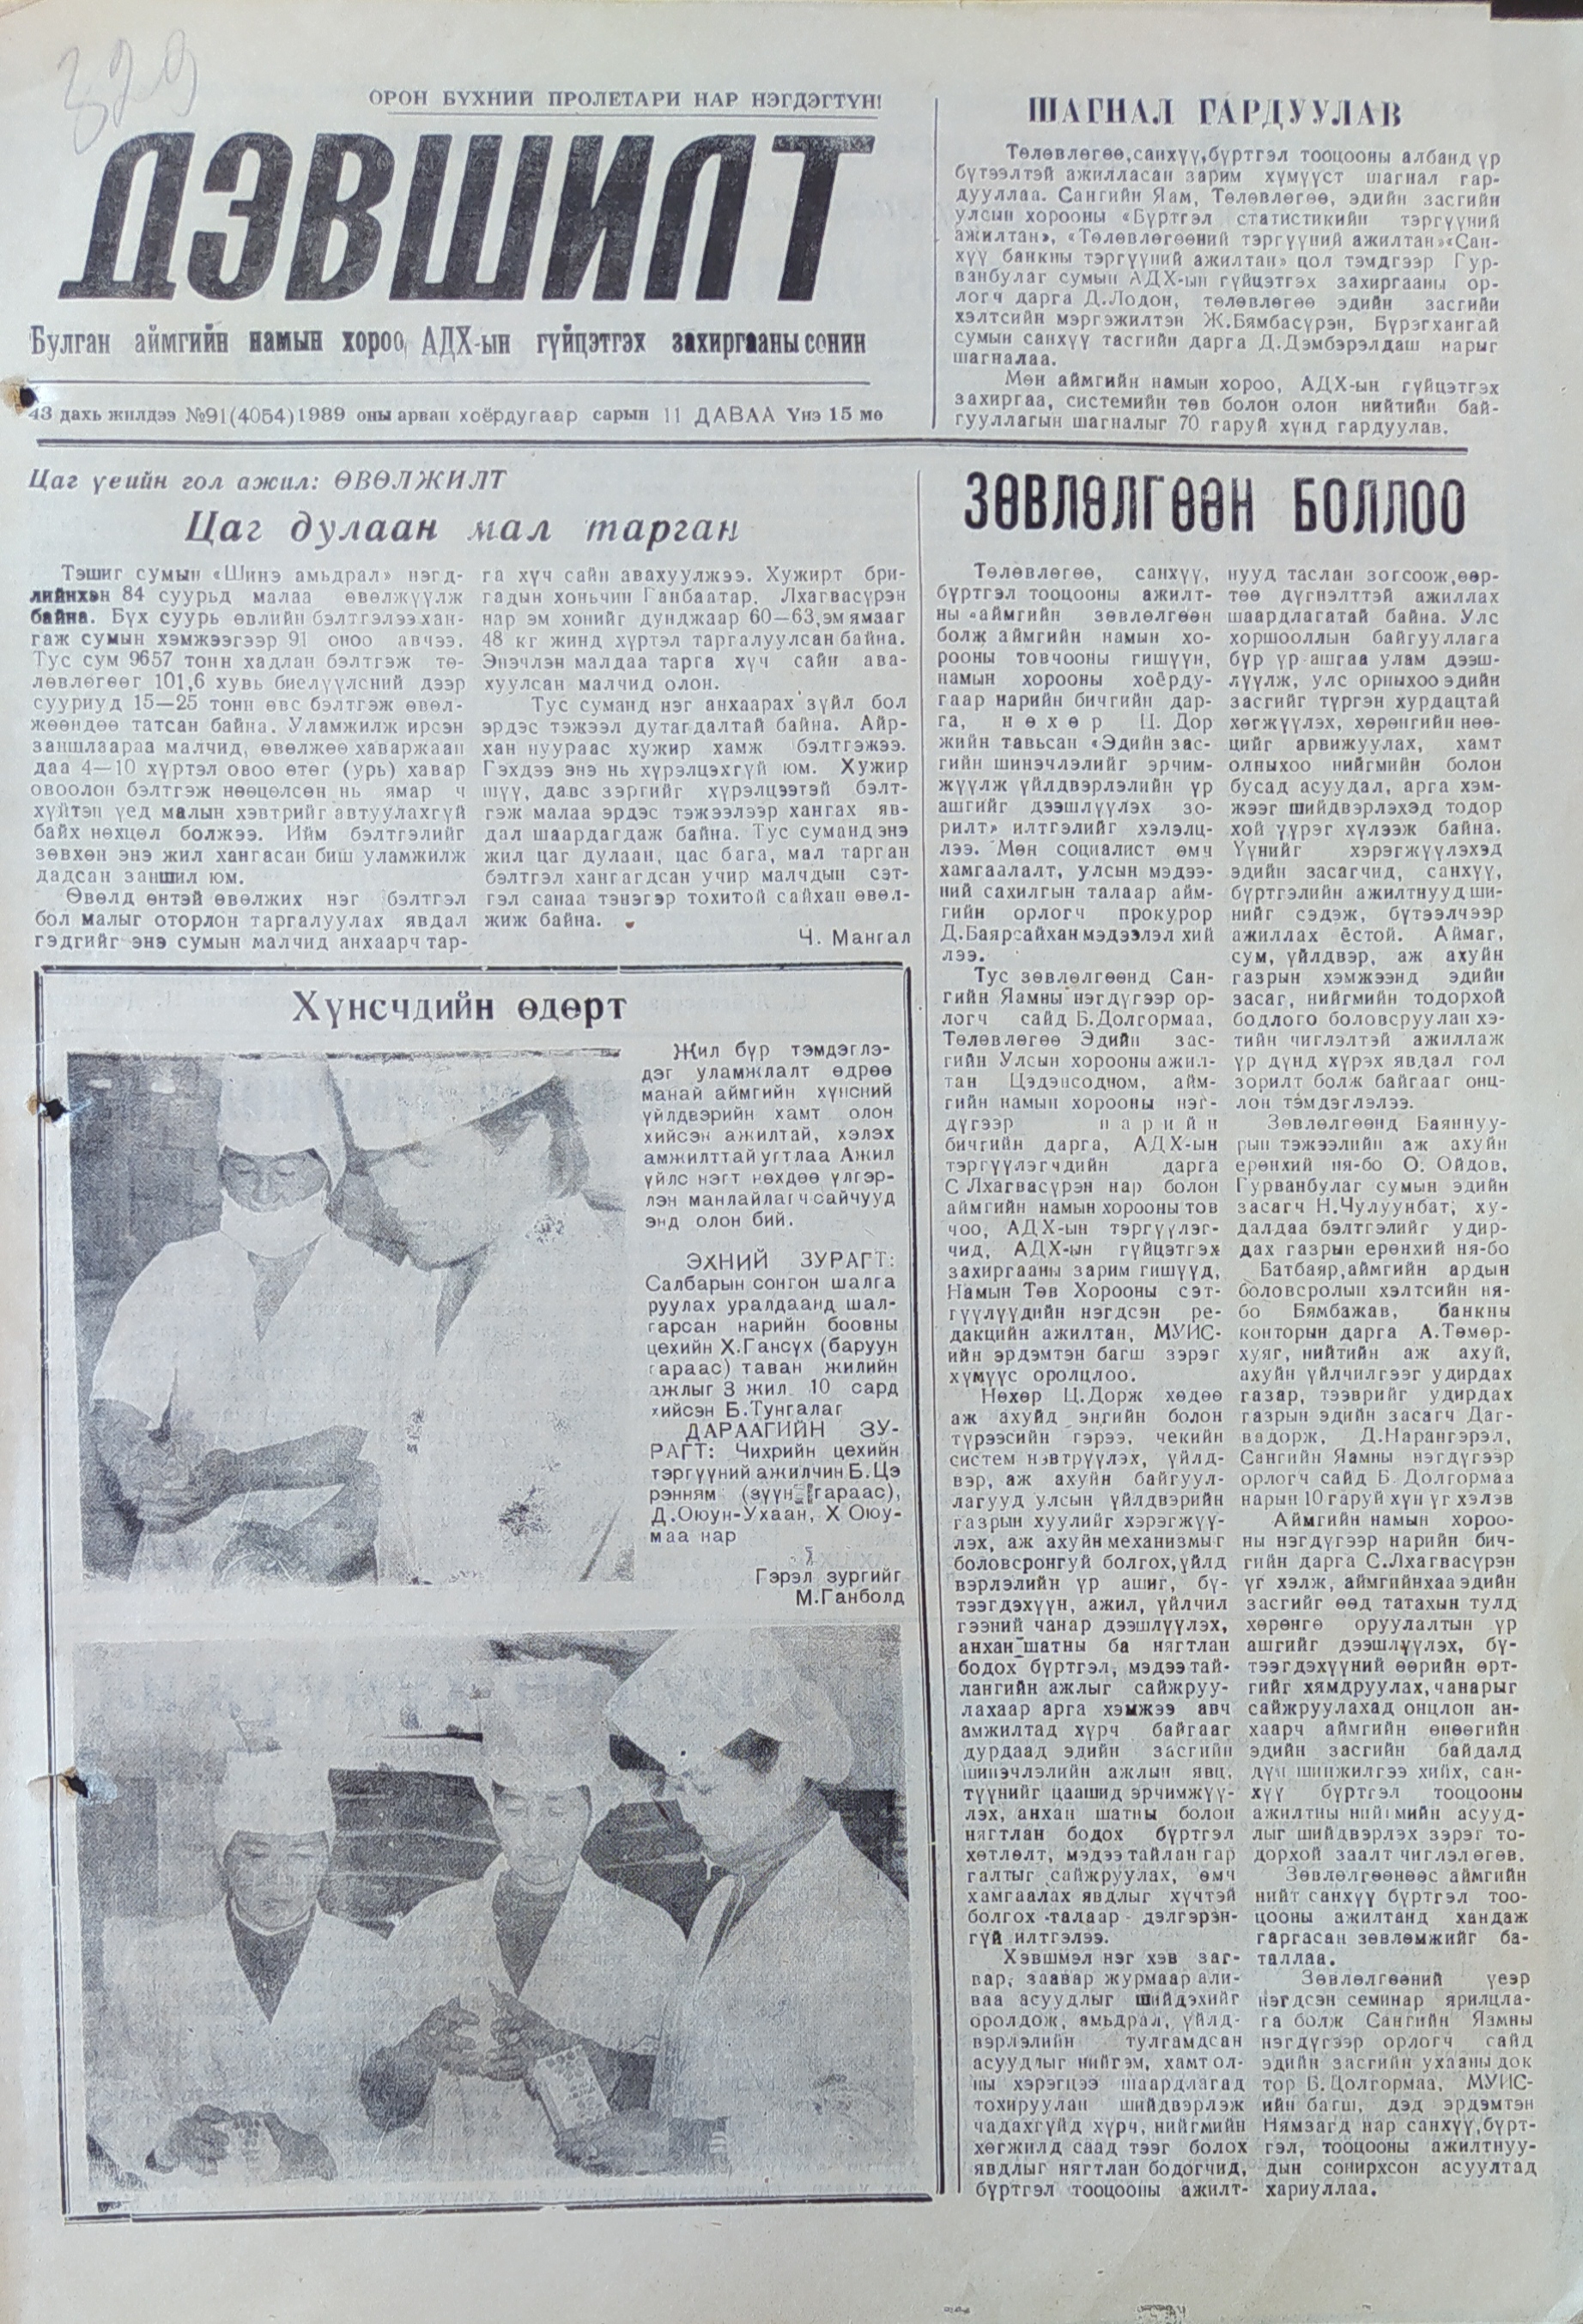 329
ОРОН БҮХНИЙ ПРОЛЕТАРИ НАР НЭГДЭГТҮН!
ДЭВШИЛТ
Булган аймгийн намын хороо, АДХ-ын гүйцэтгэх захиргааны сонин
43 дахь жилдээ №91(4054) 1989 оны арван хоёрдугаар сарын 11 ДАВАА Үнэ 15 мө
ШАГНАЛ ГАРДУУЛАВ
Төлөвлөгөө,санхүү,бүртгэл тооцооны албанд үр
бүтээлтэй ажилласан зарим хүмүүст шагнал гар-
дууллаа. Сангийн Яам, Төлөвлөгөө, эдийн засгийн
улсын хорооны «Бүртгэл статистикийн тэргүүний
ажилтан», «Төлөвлөгөөний тэргүүний ажилтан»«Сан-
хүү банкны тэргүүний ажилтан» цол тэмдгээр Гур-
ванбулаг сумын АДХ-ын гүйцэтгэх захиргааны ор-
логч дарга Д.Лодон, төлөвлөгөө эдийн засгийн
хэлтсийн мэргэжилтэн Ж.Бямбасүрэн, Бүрэгхангай
сумын санхүү тасгийн дарга Д.Дэмбэрэлдаш нарыг
шагналаа.
Мөн аймгийн намын хороо, АДХ-ын гүйцэтгэх
захиргаа, системийн төв болон олон нийтийн бай-
гууллагын шагналыг 70 гаруй хүнд гардуулав.
Цаг үеийн гол ажил: ӨВӨЛЖИЛТ
Цаг дулаан мал тарган
Тэшиг сумын «Шинэ амьдрал» нэгд-
лийнхэн 84 суурьд малаа өвөлжүүлж
байна. Бүх суурь өвлийн бэлтгэлээ хан-
гаж сумын хэмжээгээр 91 оноо авчээ.
Тус сум 9657 тонн хадлан бэлтгэж тө-
лөвлөгөөг 101,6 хувь биелүүлсний дээр
сууриуд 15—25 тонн өвс бэлтгэж өвөл-
жөөндөө татсан байна. Уламжилж ирсэн
заншлаараа малчид, өвөлжөө хаваржаан
даа 4—10 хүртэл овоо өтөг (урь) хавар
овоолон бэлтгэж нөөцөлсөн нь ямар ч
хүйтэн үед малын хэвтрийг автуулахгүй
байх нөхцөл болжээ. Ийм бэлтгэлийг
зөвхөн энэ жил хангасан биш уламжилж
дадсан заншил юм.
Өвөлд өнтэй өвөлжих нэг бэлтгэл
бол малыг оторлон таргалуулах явдал
гэдгийг энэ сумын малчид анхаарч тар-
га хүч сайн авахуулжээ. Хужирт бри-
гадын хоньчин Ганбаатар, Лхагвасүрэн
нар эм хонийг дунджаар 60—63,эм ямааг
48 кг жинд хүртэл таргалуулсан байна.
Энэчлэн малдаа тарга хүч сайн ава-
хуулсан малчид олон.
Тус суманд нэг анхаарах зүйл бол
эрдэс тэжээл дутагдалтай байна. Айр-
хан нуураас хужир хамж бэлтгэжээ.
Гэхдээ энэ нь хүрэлцэхгүй юм. Хужир
шүү, давс зэргийг хүрэлцээтэй бэлт-
гэж малаа эрдэс тэжээлээр хангах яв-
дал шаардагдаж байна. Тус суманд энэ
жил цаг дулаан, цас бага, мал тарган
бэлтгэл хангагдсан учир малчдын сэт-
гэл санаа тэнэгэр тохитой сайхан өвөл-
жиж байна.
Ч. Мангал
Хүнсчдийн өдөрт
Жил бүр тэмдэглэ-
дэг уламжлалт өдрөө
манай аймгийн хүнсний
үйлдвэрийн хамт олон
хийсэн ажилтай, хэлэх
амжилттай угтлаа Ажил
үйлс нэгт нөхдөө үлгэр-
лэн манлайлагч сайчууд
энд олон бий.
ЭХНИЙ ЗУРАГТ:
Салбарын сонгон шалга
руулах уралдаанд шал-
гарсан нарийн боовны
цехийн Х.Гансүх (баруун
гараас) таван жилийн
ажлыг 3 жил 10 сард
хийсэн Б.Тунгалаг
ДАРААГИЙН ЗУ-
РАГТ: Чихрийн цехийн
тэргүүний ажилчин Б.Цэ
рэнням (зүүн гараас),
Д.Оюун-Ухаан, Х Оюу-
маа нар
Гэрэл зургийг
М.Ганболд
ЗӨВЛӨЛГӨӨН БОЛЛОО
Төлөвлөгөө, санхүү,
бүртгэл тооцооны ажилт-
ны аймгийн зөвлөлгөөн
болж аймгийн намын хо-
рооны товчооны гишүүн,
намын хорооны хоёрду-
гаар нарийн бичгийн дар-
га, нөхөр Ц. Дор
жийн тавьсан «Эдийн зас-
гийн шинэчлэлийг эрчим-
жүүлж үйлдвэрлэлийн үр
ашгийг дээшлүүлэх зо-
рилт» илтгэлийг хэлэлц-
лээ. Мөн социалист өмч
хамгаалалт, улсын мэдээ-
ний сахилгын талаар айм-
гийн орлогч прокурор
Д.Баярсайхан мэдээлэл хий
лээ.
Тус зөвлөлгөөнд Сан-
гийн Яамны нэгдүгээр ор-
логч сайд Б.Долгормаа,
Төлөвлөгөө Эдийн зас-
гийн Улсын хорооны ажил-
тан Цэдэнсодном, айм-
гийн намын хорооны нэг-
дүгээр нарийн
бичгийн дарга, АДХ-ын
тэргүүлэгчдийн дарга
С Лхагвасүрэн нар болон
аймгийн намын хорооны тов
чоо, АДХ-ын тэргүүлэг-
чид, АДХ-ын гүйцэтгэх
захиргааны зарим гишүүд,
Намын Төв Хорооны сэт-
гүүлүүдийн нэгдсэн ре-
дакцийн ажилтан, МУИС-
ийн эрдэмтэн багш зэрэг
хүмүүс оролцлоо.
Нөхөр Ц.Дорж хөдөө
аж ахуйд энгийн болон
түрээсийн гэрээ, чекийн
систем нэвтрүүлэх, үйлд-
вэр, аж ахуйн байгуул-
лагууд улсын үйлдвэрийн
газрын хуулийг хэрэгжүү-
лэх, аж ахуйн механизмыг
боловсронгуй болгох,үйлд
вэрлэлийн үр ашиг, бү-
тээгдэхүүн, ажил, үйлчил
гээний чанар дээшлүүлэх,
анхан шатны ба нягтлан
бодох бүртгэл, мэдээ тай-
лангийн ажлыг сайжруу-
лахаар арга хэмжээ авч
амжилтад хүрч байгааг
дурдаад эдийн засгийн
шинэчлэлийн ажлын явц,
түүнийг цаашид эрчимжүү-
лэх, анхан шатны болон
нягтлан бодох бүртгэл
хөтлөлт, мэдээ тайлан гар
галтыг сайжруулах, өмч
хамгаалах явдлыг хүчтэй
болгох талаар дэлгэрэн-
гүй илтгэлээ.
Хэвшмэл нэг хэв заг-
вар, заавар журмаар али-
ваа асуудлыг шийдэхийг
оролдож, амьдрал, үйлд-
вэрлэлийн тулгамдсан
асуудлыг нийгэм, хамт ол-
ны хэрэгцээ шаардлагад
тохируулан шийдвэрлэж
чадахгүйд хүрч, нийгмийн
хөгжилд саад тээг болох
явдлыг нягтлан бодогчид,
бүртгэл тооцооны ажилт-
нууд таслан зогсоож,өөр-
төө дүгнэлттэй ажиллах
шаардлагатай байна. Улс
хоршооллын байгууллага
бүр үр ашгаа улам дээш-
лүүлж, улс орныхоо эдийн
засгийг түргэн хурдацтай
хөгжүүлэх, хөрөнгийн нөө-
цийг арвижуулах, хамт
олныхоо нийгмийн болон
бусад асуудал, арга хэм-
жээг шийдвэрлэхэд тодор
хой үүрэг хүлээж байна.
Үүнийг хэрэгжүүлэхэд
эдийн засагчид, санхүү,
бүртгэлийн ажилтнууд ши-
нийг сэдэж, бүтээлчээр
ажиллах ёстой. Аймаг,
сум, үйлдвэр, аж ахуйн
газрын хэмжээнд эдийн
засаг, нийгмийн тодорхой
бодлого боловсруулан хэ-
тийн чиглэлтэй ажиллаж
үр дүнд хүрэх явдал гол
зорилт болж байгааг онц-
лон тэмдэглэлээ.
Зөвлөлгөөнд Баяннуу-
рын тэжээлийн аж ахуйн
ерөнхий ня-бо О. Ойдов,
Гурванбулаг сумын эдийн
засагч Н.Чулуунбат, ху-
далдаа бэлтгэлийг удир-
дах газрын ерөнхий ня-бо
Батбаяр,аймгийн ардын
боловсролын хэлтсийн ня-
бо Бямбажав, банкны
конторын дарга А.Төмөр-
хуяг, нийтийн аж ахуй,
ахуйн үйлчилгээг удирдах
газар, тээврийг удирдах
газрын эдийн засагч Даг-
вадорж, Д.Нарангэрэл,
Сангийн Яамны нэгдүгээр
орлогч сайд Б. Долгормаа
нарын 10 гаруй хүн үг хэлэв
Аймгийн намын хороо-
ны нэгдүгээр нарийн бич-
гийн дарга С.Лхагвасүрэн
үг хэлж, аймгийнхаа эдийн
засгийг өөд татахын тулд
хөрөнгө оруулалтын үр
ашгийг дээшлүүлэх, бү-
тээгдэхүүний өөрийн өрт-
гийг хямдруулах,чанарыг
сайжруулахад онцлон ан-
хаарч аймгийн өнөөгийн
эдийн засгийн байдалд
дүн шинжилгээ хийх, сан-
хүү бүртгэл тооцооны
ажилтны нийгмийн асууд-
лыг шийдвэрлэх зэрэг то-
дорхой заалт чиглэл өгөв.
Зөвлөлгөөнөөс аймгийн
нийт санхүү бүртгэл тоо-
цооны ажилтанд хандаж
гаргасан зөвлөмжийг ба-
таллаа.
Зөвлөлгөөний үеэр
нэгдсэн семинар ярилцла-
га болж Сангийн Яамны
нэгдүгээр орлогч сайд
эдийн засгийн ухааны док
тор Б.Долгормаа, МУИС-
ийн багш, дэд эрдэмтэн
Нямзагд нар санхүү,бүрт-
гэл, тооцооны ажилтнуу-
дын сонирхсон асуултад
хариуллаа.